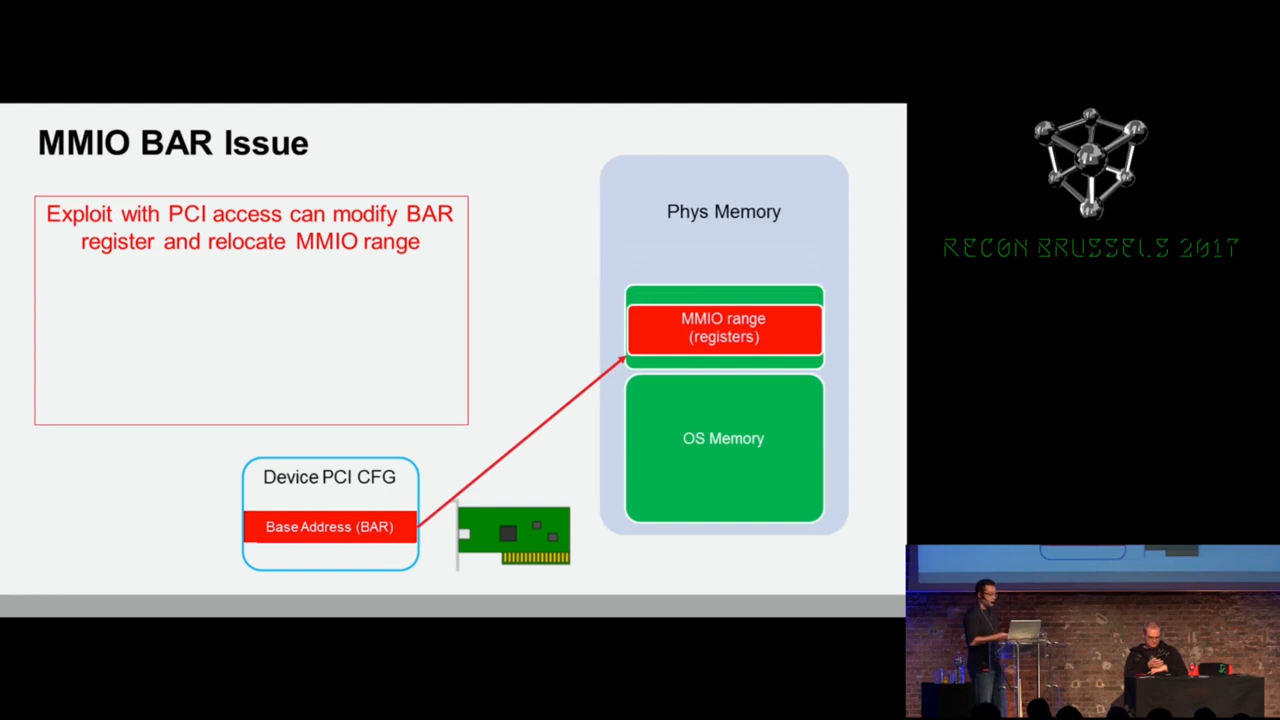 MMIO BAR Issue
Exploit with PCI access can modify BAR
register and relocate MMIO range
Phys Memory
MMIO range
(registers)
OS Memory
Device PCI CFG
Base Address (BAR)
RECON BRUSSELS 2017